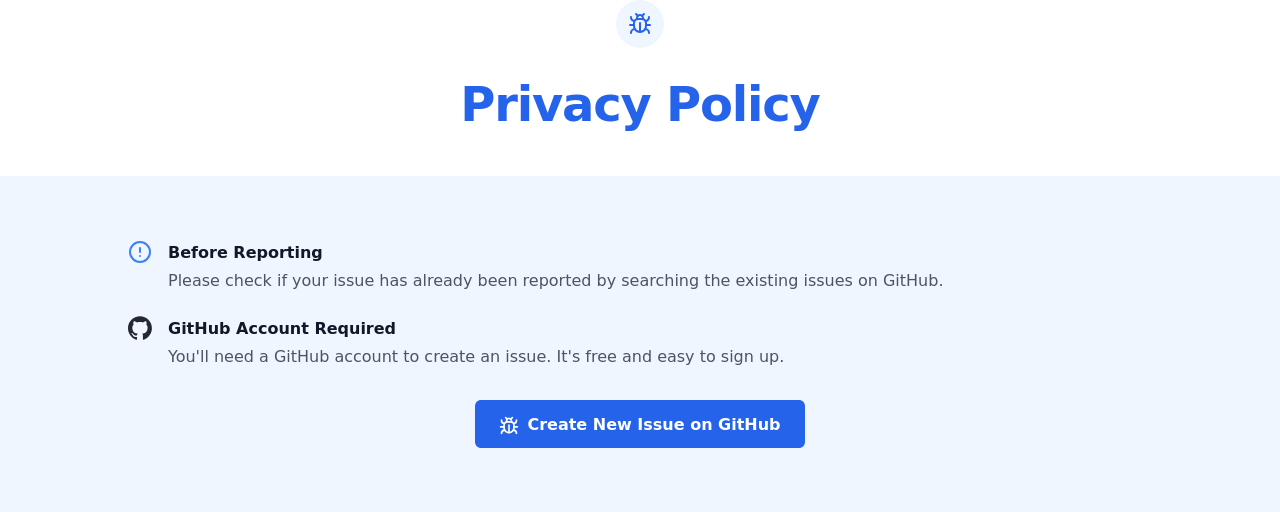 Privacy Policy
Before Reporting
Please check if your issue has already been reported by searching the existing issues on GitHub.
GitHub Account Required
You'll need a GitHub account to create an issue. It's free and easy to sign up.
Create New Issue on GitHub